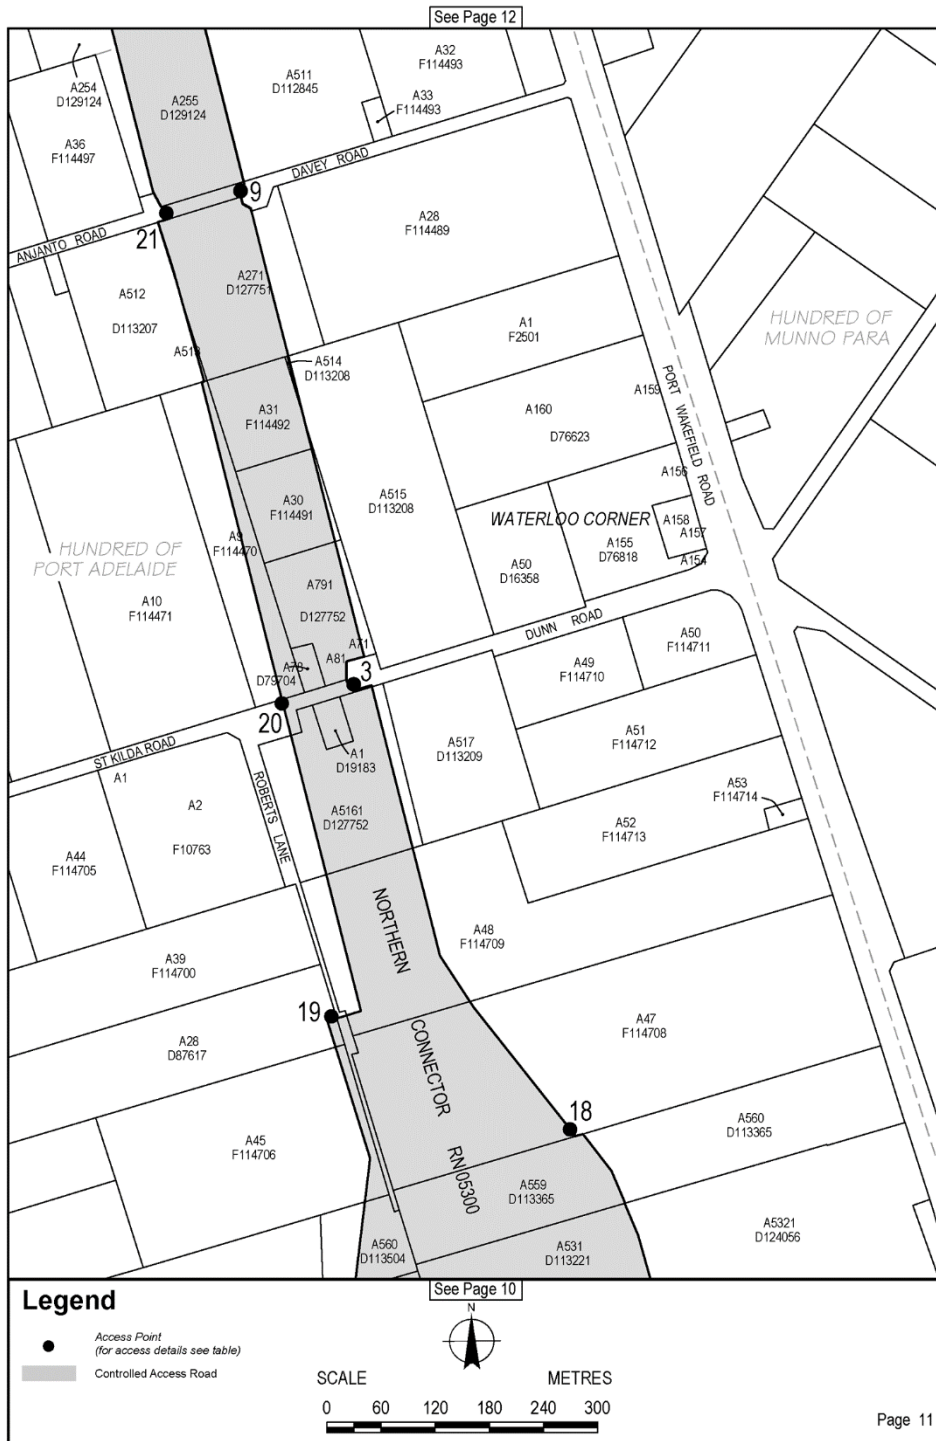 See Page 12
A254
D129124
A36
F114497
A255
D129124
A511
D112845
A32
F114493
A33
F114493
DAVEY ROAD
9
21
ANJANTO ROAD
A28
F114489
A271
D127751
A512
D113207
A513
A514
D113208
A1
F2501
HUNDRED OF
MUNNO PARA
PORT WAKEFIELD ROAD
A159
A160
D76623
A31
F114492
A30
F114491
A515
D113208
A156
WATERLOO CORNER
A158
A157
A155
D76818
A154
A50
D16358
A9
F114470
HUNDRED OF
PORT ADELAIDE
A10
F114471
A791
D127752
A71
A81
A78
D79704
3
20
DUNN ROAD
A50
F114711
A49
F114710
ST KILDA ROAD
A1
A2
F10763
ROBERTS LANE
A1
D19183
A517
D113209
A51
F114712
A53
F114714
A52
F114713
A5161
D127752
A44
F114705
NORTHERN
A48
F114709
A39
F114700
19
A28
D87617
CONNECTOR
A47
F114708
18
A45
F114706
RN 05300
A560
D113365
A559
D113365
A560
D113504
A531
D113221
A5321
D124056
Legend
See Page 10
N
Access Point
(for access details see table)
Controlled Access Road
SCALE METRES
0 60 120 180 240 300
Page 11